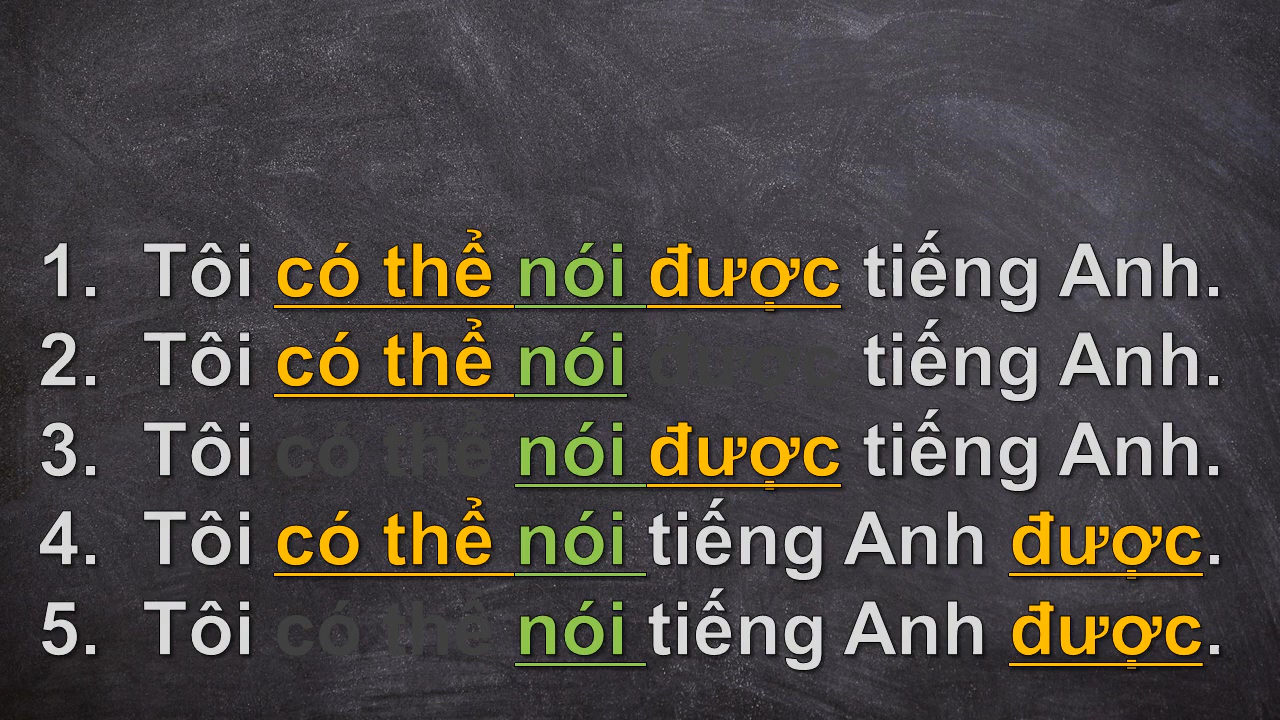 1. Tôi có thể nói được tiếng Anh.
2. Tôi có thể nói được tiếng Anh.
3. Tôi có thể nói được tiếng Anh.
4. Tôi có thể nói tiếng Anh được.
5. Tôi có thể nói tiếng Anh được.